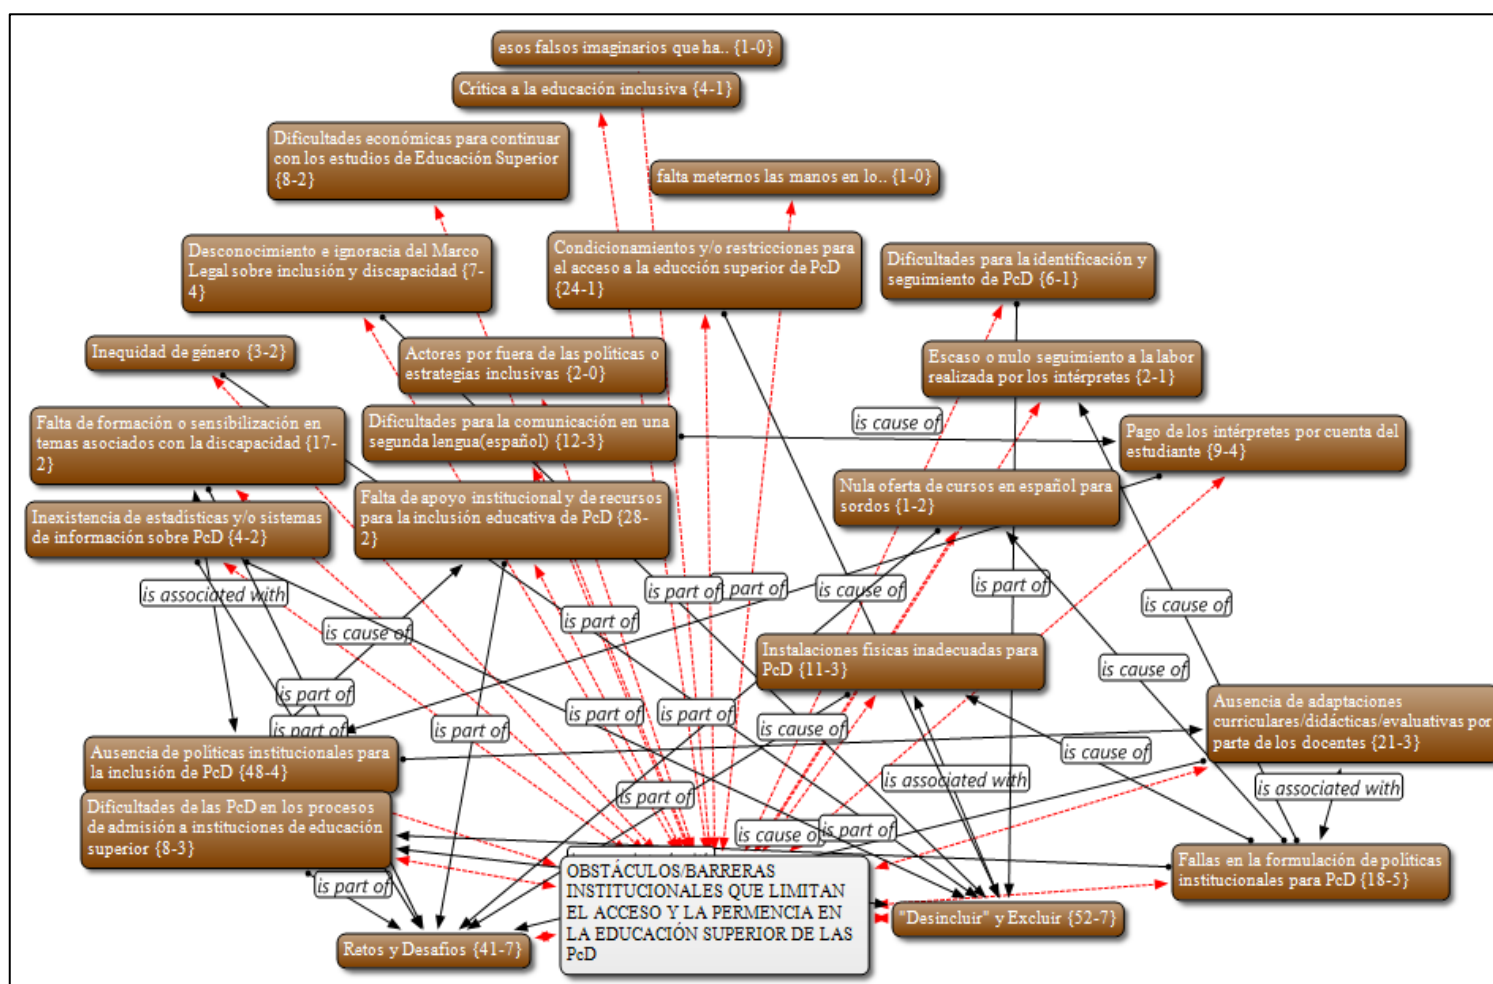 esos falsos imaginarios que ha.. {1-0}
Crítica a la educación inclusiva {4-1}
Dificultades económicas para continuar
con los estudios de Educación Superior
{8-2}
falta meternos las manos en lo.. {1-0}
Desconocimiento e ignoracia del Marco
Legal sobre inclusión y discapacidad {7-
4}
Condicionamientos y/o restricciones para
el acceso a la educción superior de PcD
{24-1}
Dificultades para la identificación y
seguimiento de PcD {6-1}
Inequidad de género {3-2}
Actores por fuera de las políticas o
estrategias inclusivas {2-0}
Escaso o nulo seguimiento a la labor
realizada por los intérpretes {2-1}
Falta de formación o sensibilización en
temas asociados con la discapacidad {17-
2}
Dificultades para la comunicación en una
segunda lengua(español) {12-3}
is cause of
Pago de los intérpretes por cuenta del
estudiante {9-4}
Inexistencia de estadísticas y/o sistemas
de información sobre PcD {4-2}
Falta de apoyo institucional y de recursos
para la inclusión educativa de PcD {28-
2}
Nula oferta de cursos en español para
sordos {1-2}
is associated with
is cause of
is part of
is part of
is part of
is cause of
is part of
is cause of
is cause of
Instalaciones físicas inadecuadas para
PcD {11-3}
is part of
is part of
is part of
is part of
is part of
is cause of
is cause of
Ausencia de políticas institucionales para
la inclusión de PcD {48-4}
Ausencia de adaptaciones
curriculares/didácticas/evaluativas por
parte de los docentes {21-3}
is part of
is associated with
is associated with
Dificultades de las PcD en los procesos
de admisión a instituciones de educación
superior {8-3}
is cause of
is part of
is part of
Fallas en la formulación de políticas
institucionales para PcD {18-5}
OBSTÁCULOS/BARRERAS
INSTITUCIONALES QUE LIMITAN
EL ACCESO Y LA PERMENCIA EN
LA EDUCACIÓN SUPERIOR DE LAS
PcD
"Desincluir" y Excluir {52-7}
Retos y Desafíos {41-7}